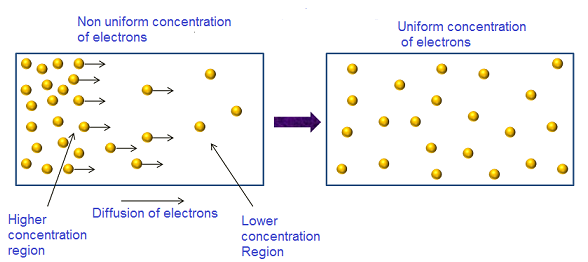 Non uniform concentration
of electrons
Uniform concentration
of electrons
Higher
concentration
region
Diffusion of electrons
Lower
concentration
Region